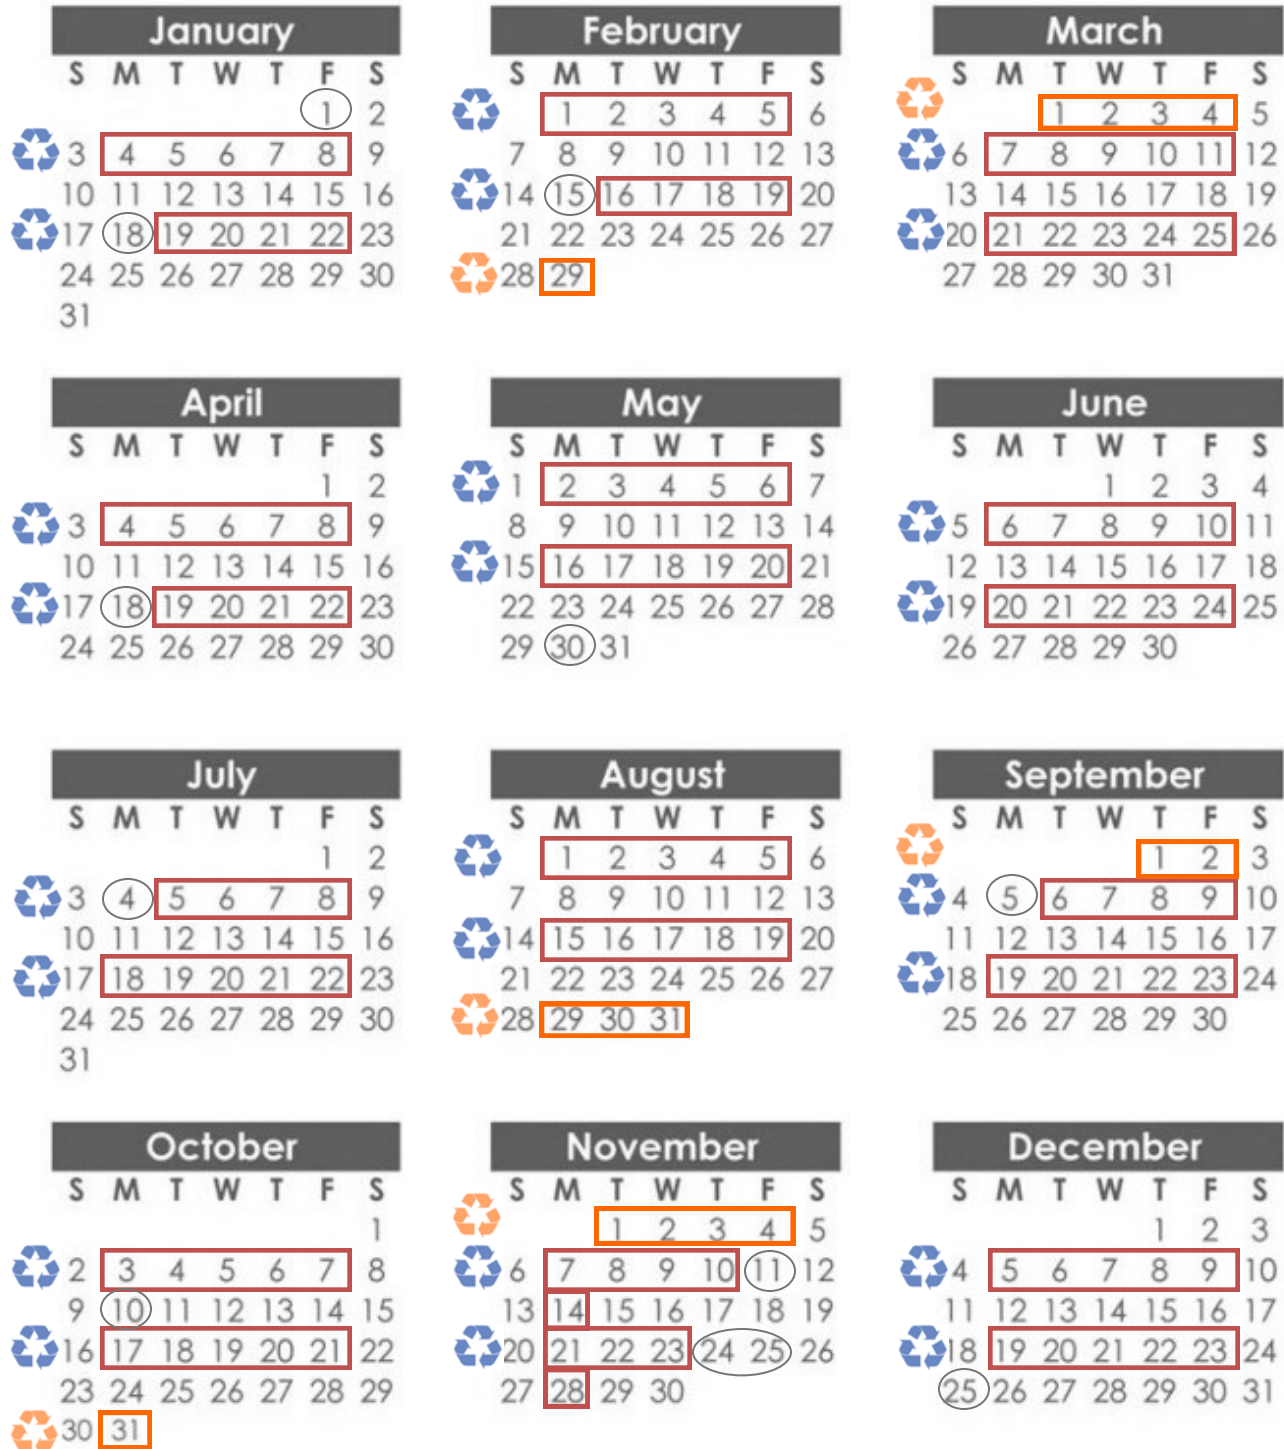 January
S M T W T F S
1 2
3 4 5 6 7 8 9
10 11 12 13 14 15 16
17 18 19 20 21 22 23
24 25 26 27 28 29 30
31
February
S M T W T F S
1 2 3 4 5 6
7 8 9 10 11 12 13
14 15 16 17 18 19 20
21 22 23 24 25 26 27
28 29
March
S M T W T F S
1 2 3 4 5
6 7 8 9 10 11 12
13 14 15 16 17 18 19
20 21 22 23 24 25 26
27 28 29 30 31
April
S M T W T F S
1 2
3 4 5 6 7 8 9
10 11 12 13 14 15 16
17 18 19 20 21 22 23
24 25 26 27 28 29 30
May
S M T W T F S
1 2 3 4 5 6 7
8 9 10 11 12 13 14
15 16 17 18 19 20 21
22 23 24 25 26 27 28
29 30 31
June
S M T W T F S
1 2 3 4
5 6 7 8 9 10 11
12 13 14 15 16 17 18
19 20 21 22 23 24 25
26 27 28 29 30
July
S M T W T F S
1 2
3 4 5 6 7 8 9
10 11 12 13 14 15 16
17 18 19 20 21 22 23
24 25 26 27 28 29 30
31
August
S M T W T F S
1 2 3 4 5 6
7 8 9 10 11 12 13
14 15 16 17 18 19 20
21 22 23 24 25 26 27
28 29 30 31
September
S M T W T F S
1 2 3
4 5 6 7 8 9 10
11 12 13 14 15 16 17
18 19 20 21 22 23 24
25 26 27 28 29 30
October
S M T W T F S
1
2 3 4 5 6 7 8
9 10 11 12 13 14 15
16 17 18 19 20 21 22
23 24 25 26 27 28 29
30 31
November
S M T W T F S
1 2 3 4 5
6 7 8 9 10 11 12
13 14 15 16 17 18 19
20 21 22 23 24 25 26
27 28 29 30
December
S M T W T F S
1 2 3
4 5 6 7 8 9 10
11 12 13 14 15 16 17
18 19 20 21 22 23 24
25 26 27 28 29 30 31